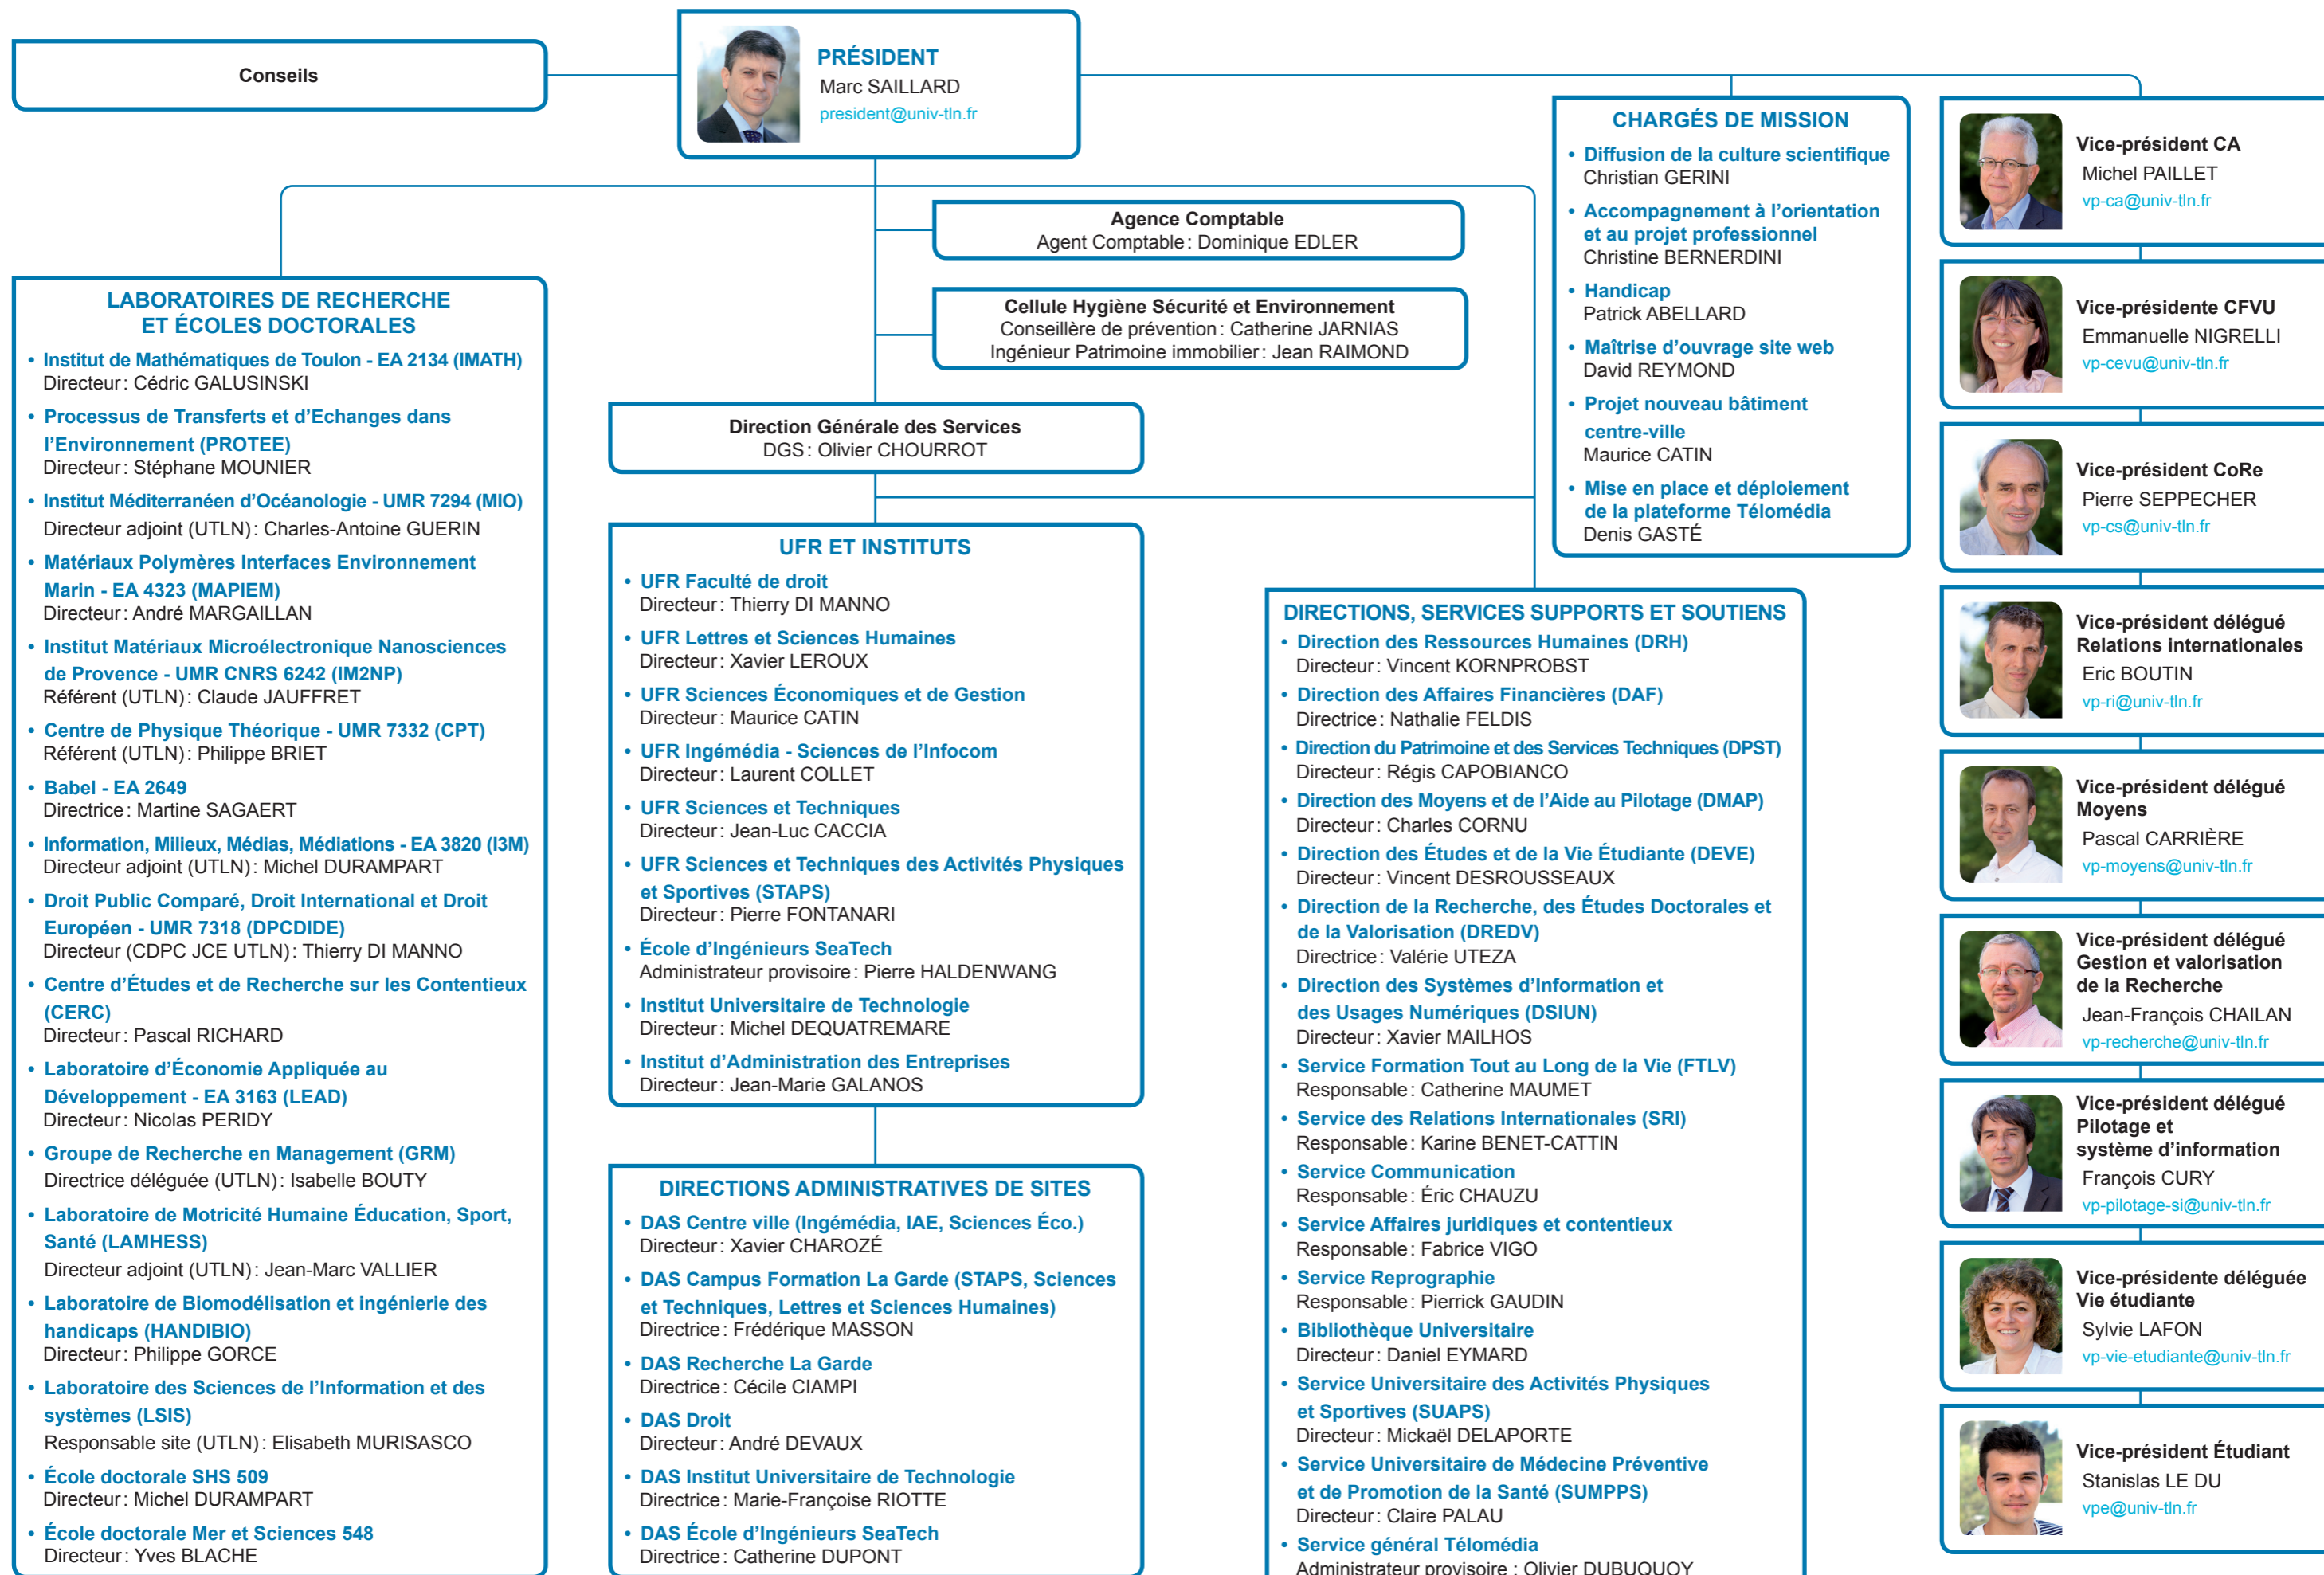 Conseils
PRÉSIDENT
Marc SAILLARD
president@univ-tln.fr
Agence Comptable
Agent Comptable : Dominique EDLER
Cellule Hygiène Sécurité et Environnement
Conseillère de prévention : Catherine JARNIAS
Ingénieur Patrimoine immobilier : Jean RAIMOND
Direction Générale des Services
DGS : Olivier CHOURROT
LABORATOIRES DE RECHERCHE
ET ÉCOLES DOCTORALES
• Institut de Mathématiques de Toulon - EA 2134 (IMATH)
Directeur : Cédric GALUSINSKI
• Processus de Transferts et d'Echanges dans
l'Environnement (PROTEE)
Directeur : Stéphane MOUNIER
• Institut Méditerranéen d'Océanologie - UMR 7294 (MIO)
Directeur adjoint (UTLN) : Charles-Antoine GUERIN
• Matériaux Polymères Interfaces Environnement
Marin - EA 4323 (MAPIEM)
Directeur : André MARGAILLAN
• Institut Matériaux Microélectronique Nanosciences
de Provence - UMR CNRS 6242 (IM2NP)
Référent (UTLN) : Claude JAUFFRET
• Centre de Physique Théorique - UMR 7332 (CPT)
Référent (UTLN) : Philippe BRIET
• Babel - EA 2649
Directrice : Martine SAGAERT
• Information, Milieux, Médias, Médiations - EA 3820 (I3M)
Directeur adjoint (UTLN) : Michel DURAMPART
• Droit Public Comparé, Droit International et Droit
Européen - UMR 7318 (DPCDIDE)
Directeur (CDPC JCE UTLN) : Thierry DI MANNO
• Centre d'Études et de Recherche sur les Contentieux
(CERC)
Directeur : Pascal RICHARD
• Laboratoire d'Économie Appliquée au
Développement - EA 3163 (LEAD)
Directeur : Nicolas PERIDY
• Groupe de Recherche en Management (GRM)
Directrice déléguée (UTLN) : Isabelle BOUTY
• Laboratoire de Motricité Humaine Éducation, Sport,
Santé (LAMHESS)
Directeur adjoint (UTLN) : Jean-Marc VALLIER
• Laboratoire de Biomodélisation et ingénierie des
handicaps (HANDIBIO)
Directeur : Philippe GORCE
• Laboratoire des Sciences de l'Information et des
systèmes (LSIS)
Responsable site (UTLN) : Elisabeth MURISASCO
• École doctorale SHS 509
Directeur : Michel DURAMPART
• École doctorale Mer et Sciences 548
Directeur : Yves BLACHE
UFR ET INSTITUTS
• UFR Faculté de droit
Directeur : Thierry DI MANNO
• UFR Lettres et Sciences Humaines
Directeur : Xavier LEROUX
• UFR Sciences Économiques et de Gestion
Directeur : Maurice CATIN
• UFR Ingémédia - Sciences de l'Infocom
Directeur : Laurent COLLET
• UFR Sciences et Techniques
Directeur : Jean-Luc CACCIA
• UFR Sciences et Techniques des Activités Physiques
et Sportives (STAPS)
Directeur : Pierre FONTANARI
• École d'Ingénieurs SeaTech
Administrateur provisoire : Pierre HALDENWANG
• Institut Universitaire de Technologie
Directeur : Michel DEQUATREMARE
• Institut d'Administration des Entreprises
Directeur : Jean-Marie GALANOS
DIRECTIONS ADMINISTRATIVES DE SITES
• DAS Centre ville (Ingémédia, IAE, Sciences Éco.)
Directeur : Xavier CHAROZÉ
• DAS Campus Formation La Garde (STAPS, Sciences
et Techniques, Lettres et Sciences Humaines)
Directrice : Frédérique MASSON
• DAS Recherche La Garde
Directrice : Cécile CIAMPI
• DAS Droit
Directeur : André DEVAUX
• DAS Institut Universitaire de Technologie
Directrice : Marie-Françoise RIOTTE
• DAS École d'Ingénieurs SeaTech
Directrice : Catherine DUPONT
CHARGÉS DE MISSION
• Diffusion de la culture scientifique
Christian GERINI
• Accompagnement à l'orientation
et au projet professionnel
Christine BERNERDINI
• Handicap
Patrick ABELLARD
• Maîtrise d'ouvrage site web
David REYMOND
• Projet nouveau bâtiment
centre-ville
Maurice CATIN
• Mise en place et déploiement
de la plateforme Télomédia
Denis GASTÉ
DIRECTIONS, SERVICES SUPPORTS ET SOUTIENS
• Direction des Ressources Humaines (DRH)
Directeur : Vincent KORNPROBST
• Direction des Affaires Financières (DAF)
Directrice : Nathalie FELDIS
• Direction du Patrimoine et des Services Techniques (DPST)
Directeur : Régis CAPOBIANCO
• Direction des Moyens et de l'Aide au Pilotage (DMAP)
Directeur : Charles CORNU
• Direction des Études et de la Vie Étudiante (DEVE)
Directeur : Vincent DESROUSSEAUX
• Direction de la Recherche, des Études Doctorales et
de la Valorisation (DREDV)
Directrice : Valérie UTEZA
• Direction des Systèmes d'Information et
des Usages Numériques (DSIUN)
Directeur : Xavier MAILHOS
• Service Formation Tout au Long de la Vie (FTLV)
Responsable : Catherine MAUMET
• Service des Relations Internationales (SRI)
Responsable : Karine BENET-CATTIN
• Service Communication
Responsable : Éric CHAUZU
• Service Affaires juridiques et contentieux
Responsable : Fabrice VIGO
• Service Reprographie
Responsable : Pierrick GAUDIN
• Bibliothèque Universitaire
Directeur : Daniel EYMARD
• Service Universitaire des Activités Physiques
et Sportives (SUAPS)
Directeur : Mickaël DELAPORTE
• Service Universitaire de Médecine Préventive
et de Promotion de la Santé (SUMPPS)
Directeur : Claire PALAU
• Service général Télomédia
Administrateur provisoire : Olivier DUBUQUOY
Vice-président CA
Michel PAILLET
vp-ca@univ-tln.fr
Vice-présidente CFVU
Emmanuelle NIGRELLI
vp-cevu@univ-tln.fr
Vice-président CoRe
Pierre SEPPECHER
vp-cs@univ-tln.fr
Vice-président délégué
Relations internationales
Eric BOUTIN
vp-ri@univ-tln.fr
Vice-président délégué
Moyens
Pascal CARRIÈRE
vp-moyens@univ-tln.fr
Vice-président délégué
Gestion et valorisation
de la Recherche
Jean-François CHAILAN
vp-recherche@univ-tln.fr
Vice-président délégué
Pilotage et
système d'information
François CURY
vp-pilotage-si@univ-tln.fr
Vice-présidente déléguée
Vie étudiante
Sylvie LAFON
vp-vie-etudiante@univ-tln.fr
Vice-président Étudiant
Stanislas LE DU
vpe@univ-tln.fr